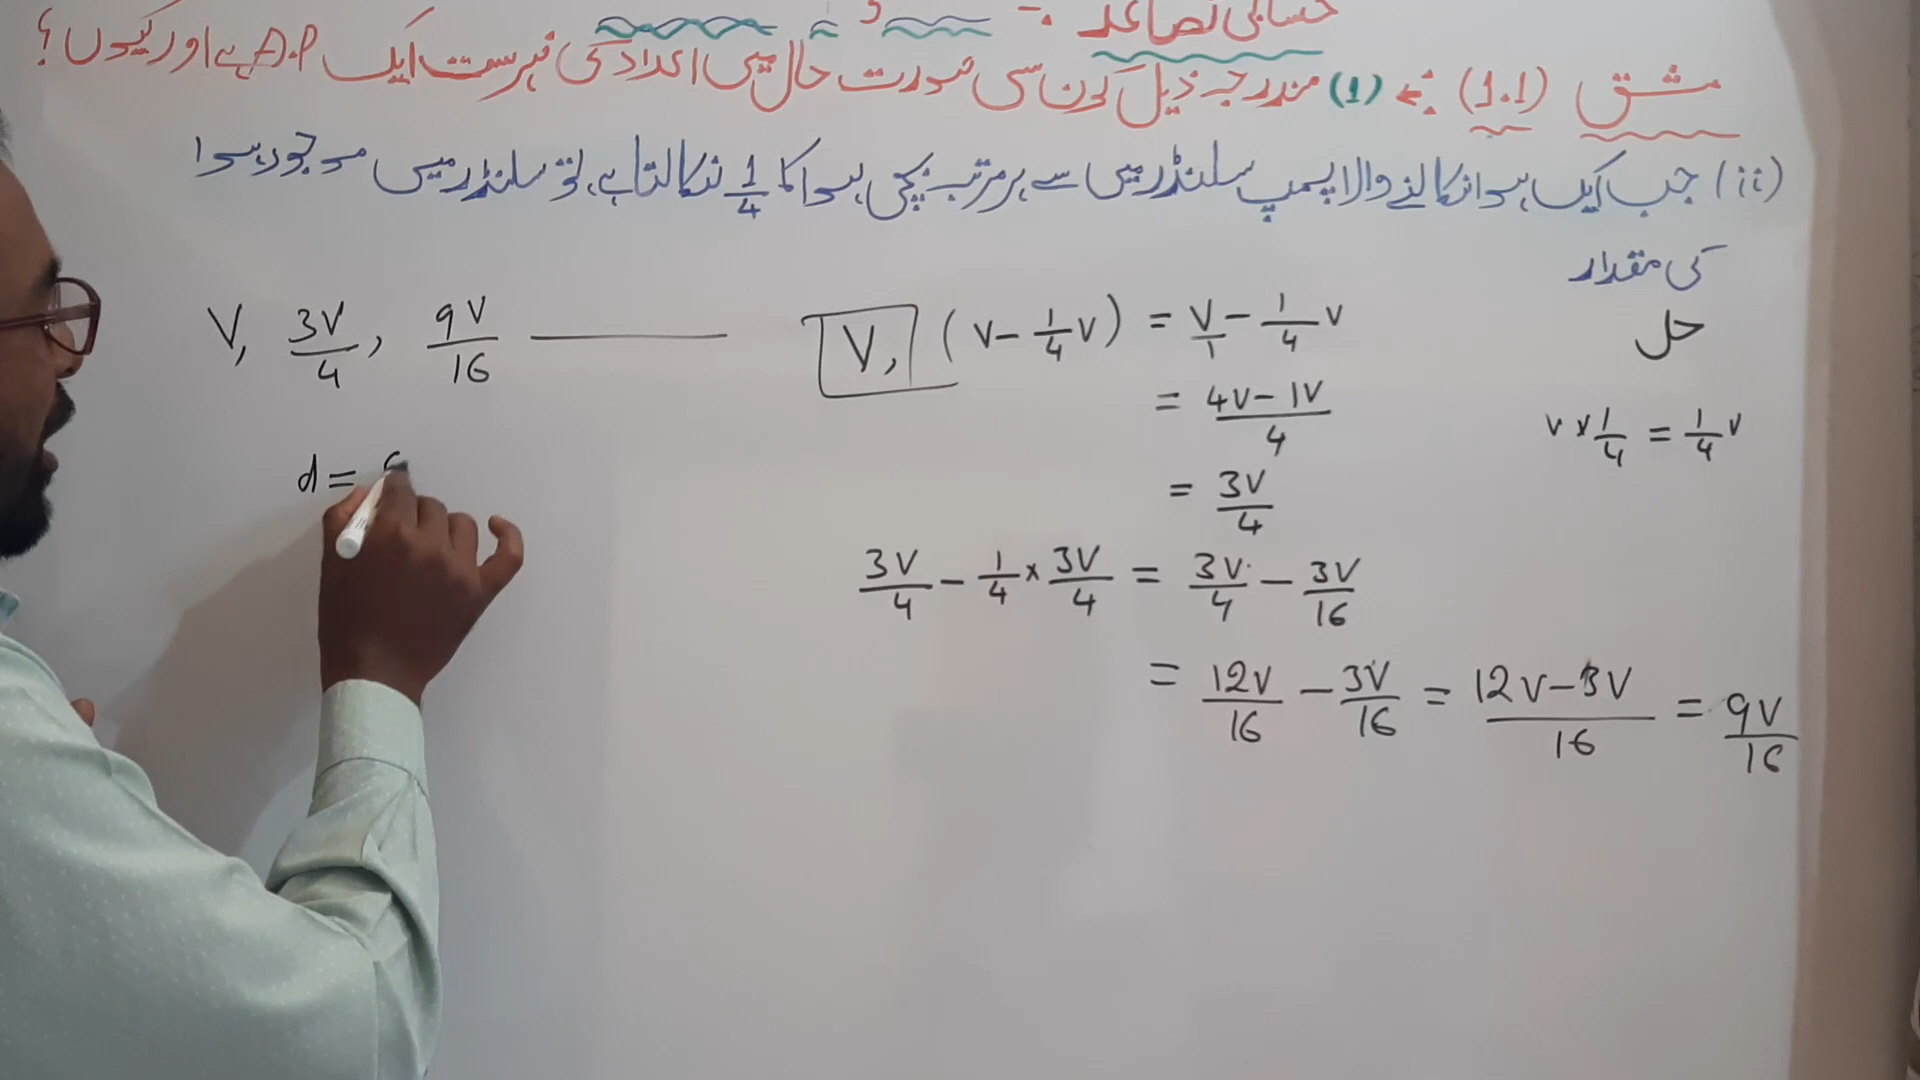 حسابی تصاعد
مشق (1.1) :← (1) مندرجہ ذیل کون سی صورت حال میں اعداد کی فہرست ایک A.P ہے اور کیوں؟
(ii) جب ایک ہوا نکالنے والا پمپ سلنڈر میں سے ہر مرتبہ بچی ہوا کا 1/4 نکالتا ہے، تو سلنڈر میں موجود ہوا
کی مقدار
حل
V, 3V/4, 9V/16 ———
V, (V - 1/4 V) = V/1 - 1/4 V
= 4V - 1V / 4
V × 1/4 = 1/4 V
= 3V/4
d =
3V/4 - 1/4 × 3V/4 = 3V/4 - 3V/16
= 12V/16 - 3V/16 = 12V - 3V / 16 = 9V/16